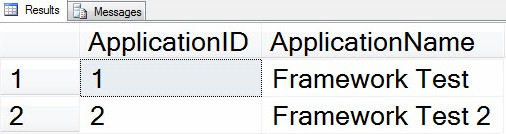 Results Messages
ApplicationID ApplicationName
1 1 Framework Test
2 2 Framework Test 2